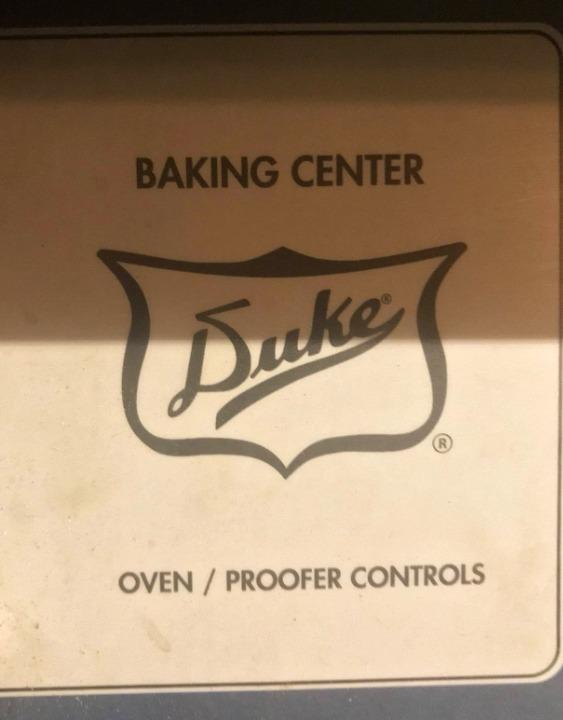 BAKING CENTER
Duke®
®
OVEN / PROOFER CONTROLS